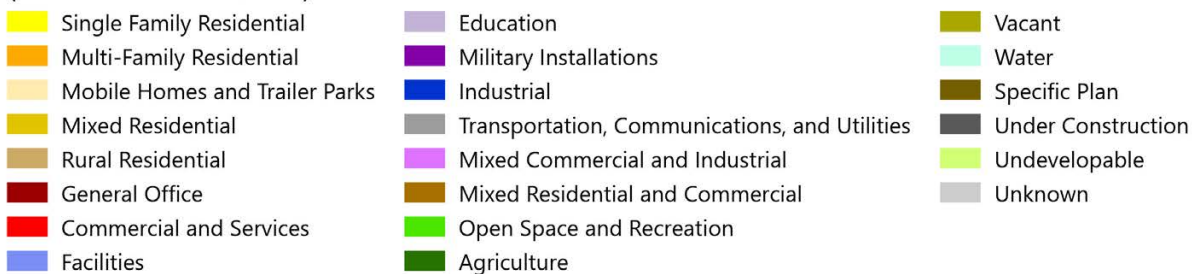 Single Family Residential
Multi-Family Residential
Mobile Homes and Trailer Parks
Mixed Residential
Rural Residential
General Office
Commercial and Services
Facilities
Education
Military Installations
Industrial
Transportation, Communications, and Utilities
Mixed Commercial and Industrial
Mixed Residential and Commercial
Open Space and Recreation
Agriculture
Vacant
Water
Specific Plan
Under Construction
Undevelopable
Unknown